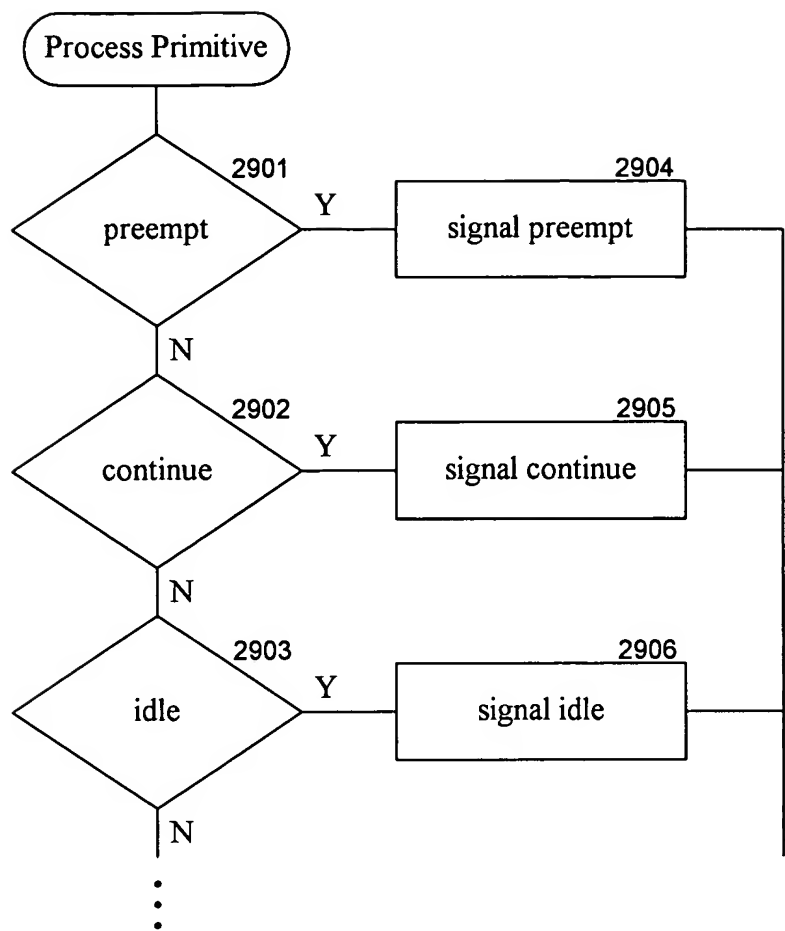 Process Primitive
2901
preempt
Y
2904
signal preempt
N
2902
continue
Y
2905
signal continue
N
2903
idle
Y
2906
signal idle
N